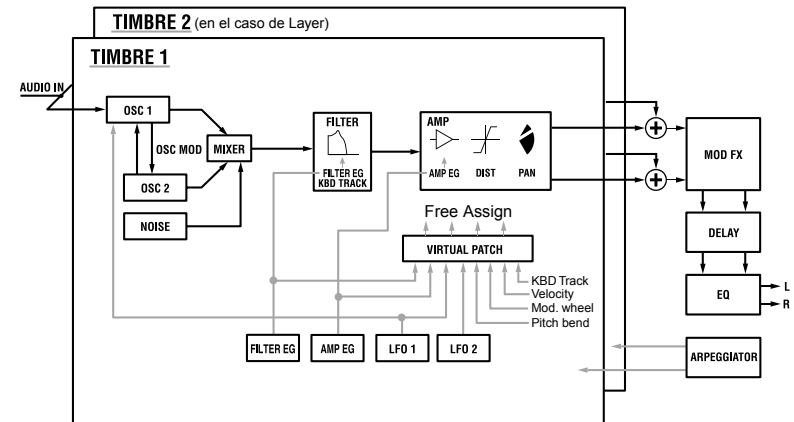 TIMBRE 2 (en el caso de Layer)
TIMBRE 1
AUDIO IN
OSC 1
OSC MOD
MIXER
OSC 2
NOISE
FILTER
FILTER EG
KBD TRACK
AMP
AMP EG
DIST
PAN
Free Assign
VIRTUAL PATCH
KBD Track
Velocity
Mod. wheel
Pitch bend
FILTER EG
AMP EG
LFO 1
LFO 2
MOD FX
DELAY
EQ
L
R
ARPEGGIATOR